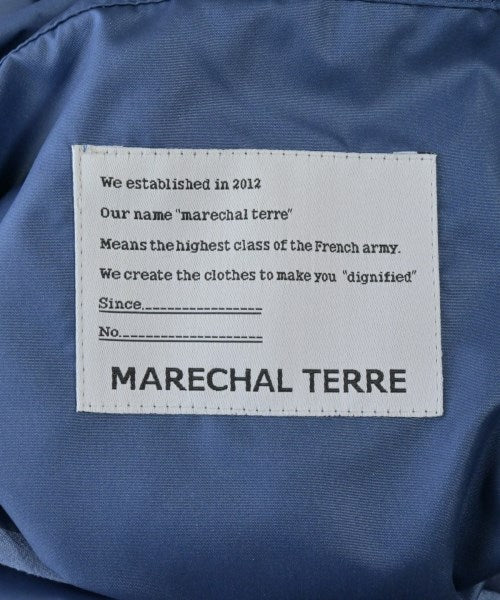 We established in 2012
Our name "marechal terre"
Means the highest class of the French army.
We create the clothes to make you "dignified"
Since
No.
MARECHAL TERRE